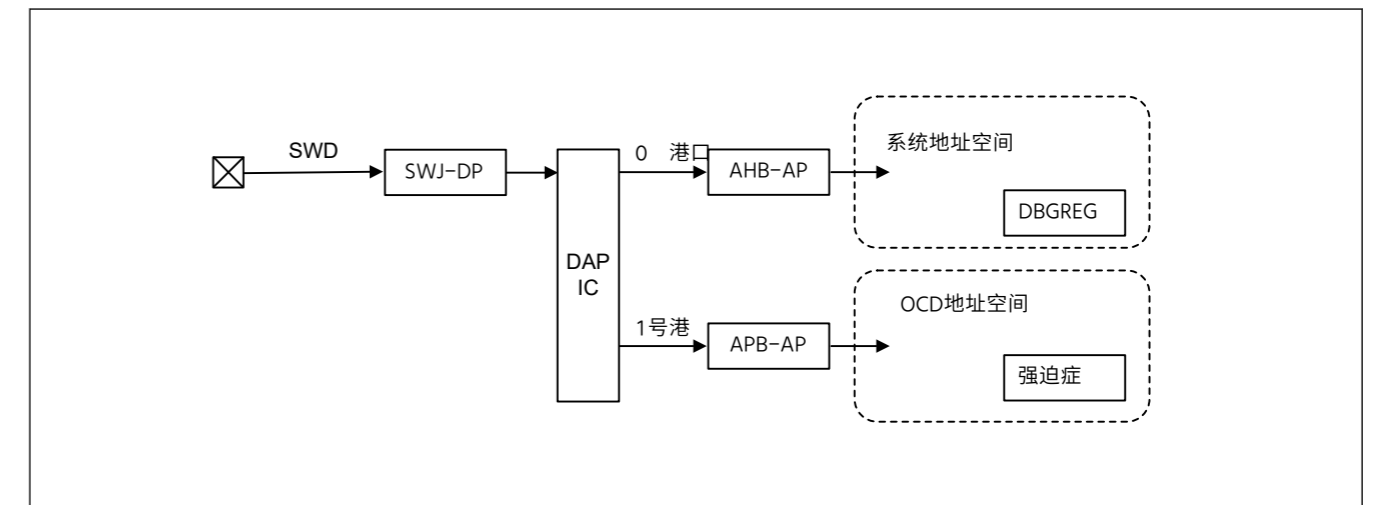 SWD
SWJ-DP
DAP
IC
0 港口
AHB-AP
系统地址空间
DBGREG
1号港
APB-AP
OCD地址空间
强迫症